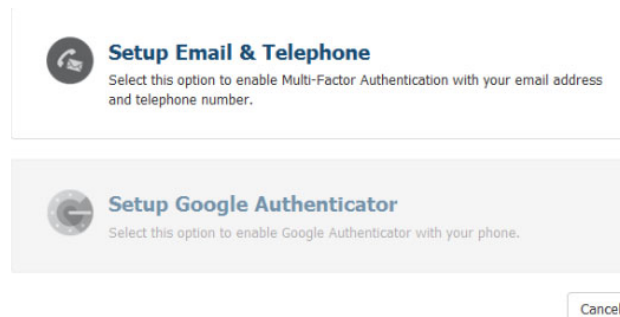 Setup Email & Telephone
Select this option to enable Multi-Factor Authentication with your email address
and telephone number.
Setup Google Authenticator
Select this option to enable Google Authenticator with your phone.
Cancel